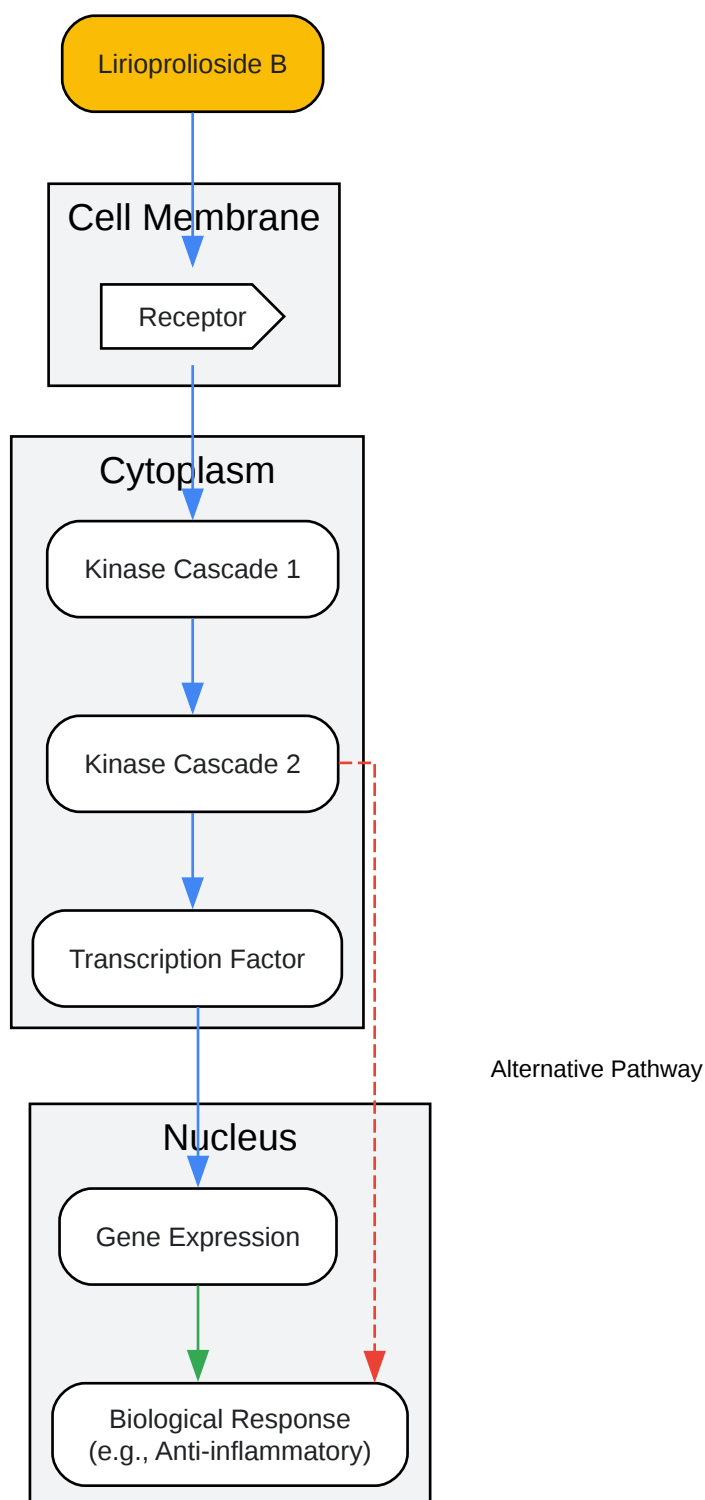 Lirioprolioside B
Cell Membrane
Receptor
Cytoplasm
Kinase Cascade 1
Kinase Cascade 2
Transcription Factor
Alternative Pathway
Nucleus
Gene Expression
Biological Response
(e.g., Anti-inflammatory)